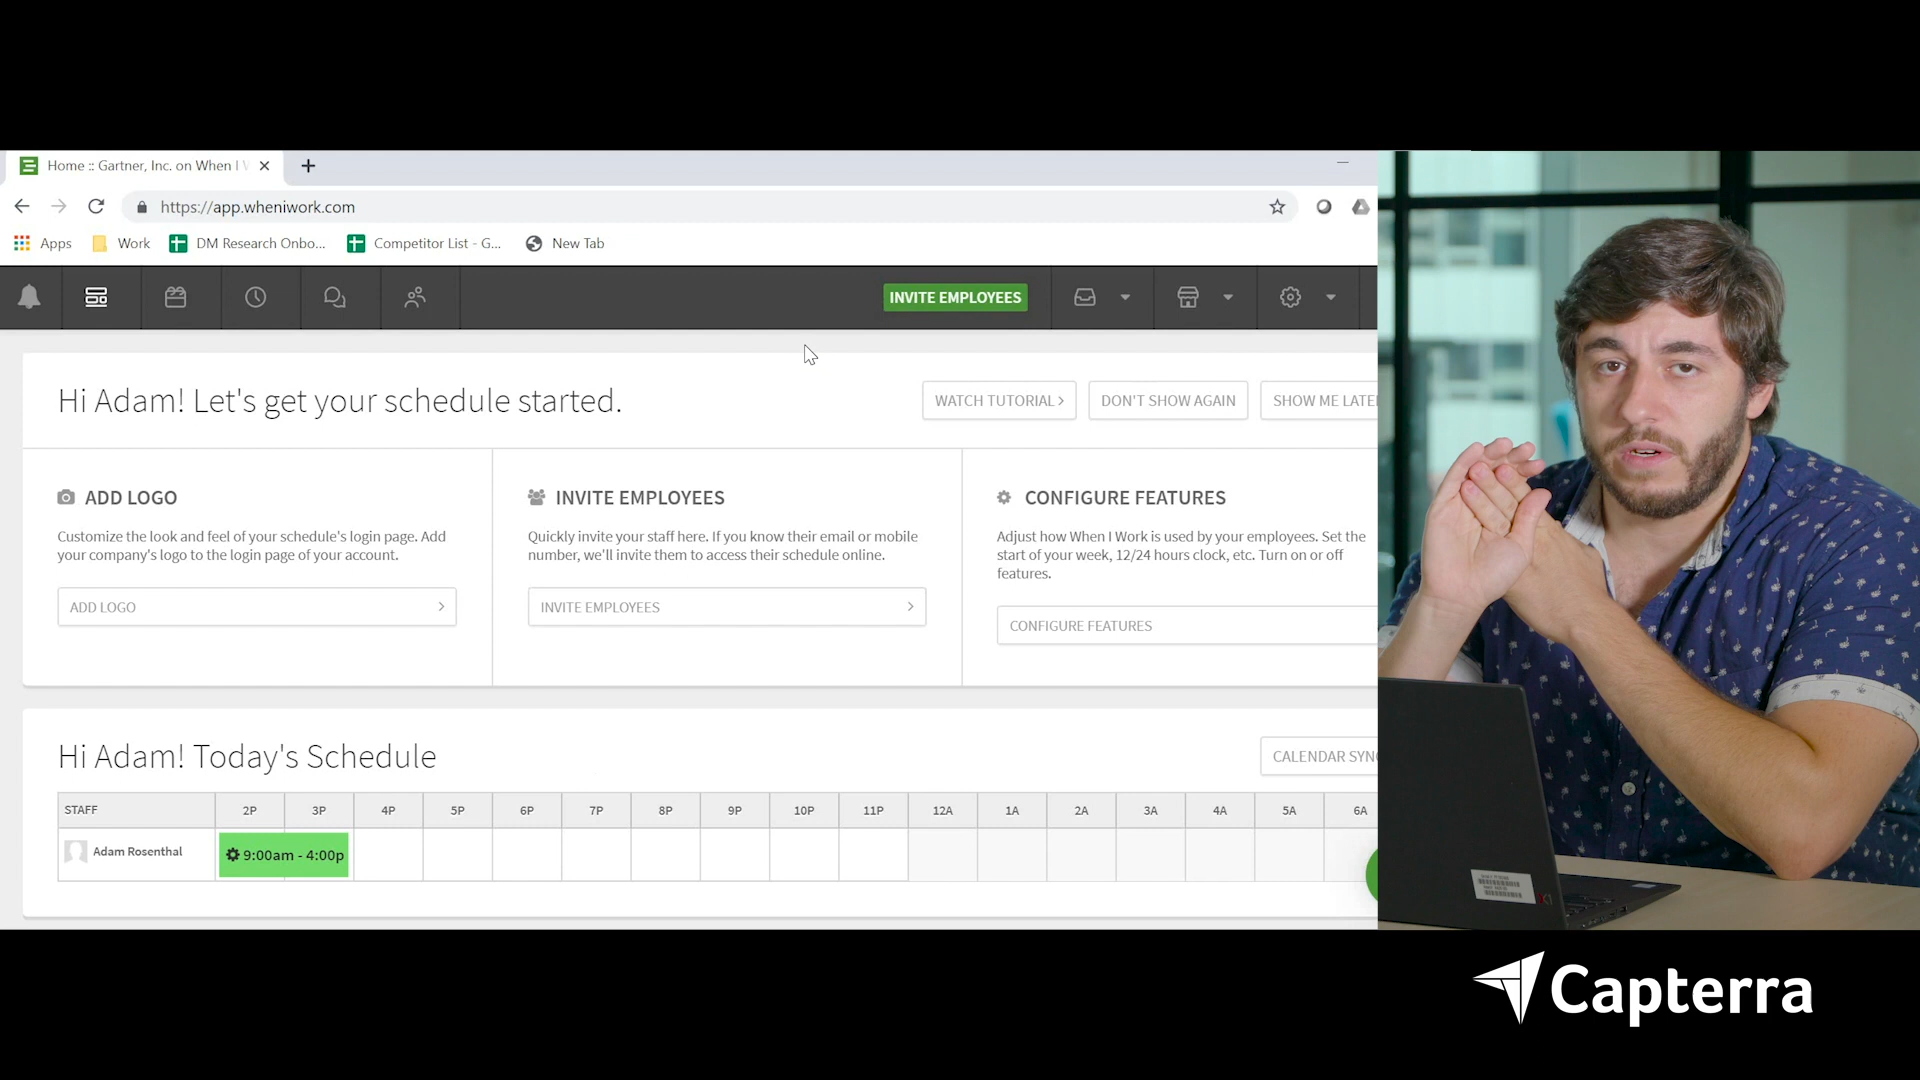 Home :: Gartner, Inc. on When I W
https://app.wheniwork.com
Apps
Work
DM Research Onbo...
Competitor List - G...
New Tab
INVITE EMPLOYEES
Hi Adam! Let's get your schedule started.
WATCH TUTORIAL
DON'T SHOW AGAIN
SHOW ME LATE
ADD LOGO
Customize the look and feel of your schedule's login page. Add
your company's logo to the login page of your account.
ADD LOGO
INVITE EMPLOYEES
Quickly invite your staff here. If you know their email or mobile
number, we'll invite them to access their schedule online.
INVITE EMPLOYEES
CONFIGURE FEATURES
Adjust how When I Work is used by your employees. Set the
start of your week, 12/24 hours clock, etc. Turn on or off
features.
CONFIGURE FEATURES
Hi Adam! Today's Schedule
CALENDAR SYNC
STAFF 2P 3P 4P 5P 6P 7P 8P 9P 10P 11P 12A 1A 2A 3A 4A 5A 6A
Adam Rosenthal
9:00am - 4:00p
Capterra